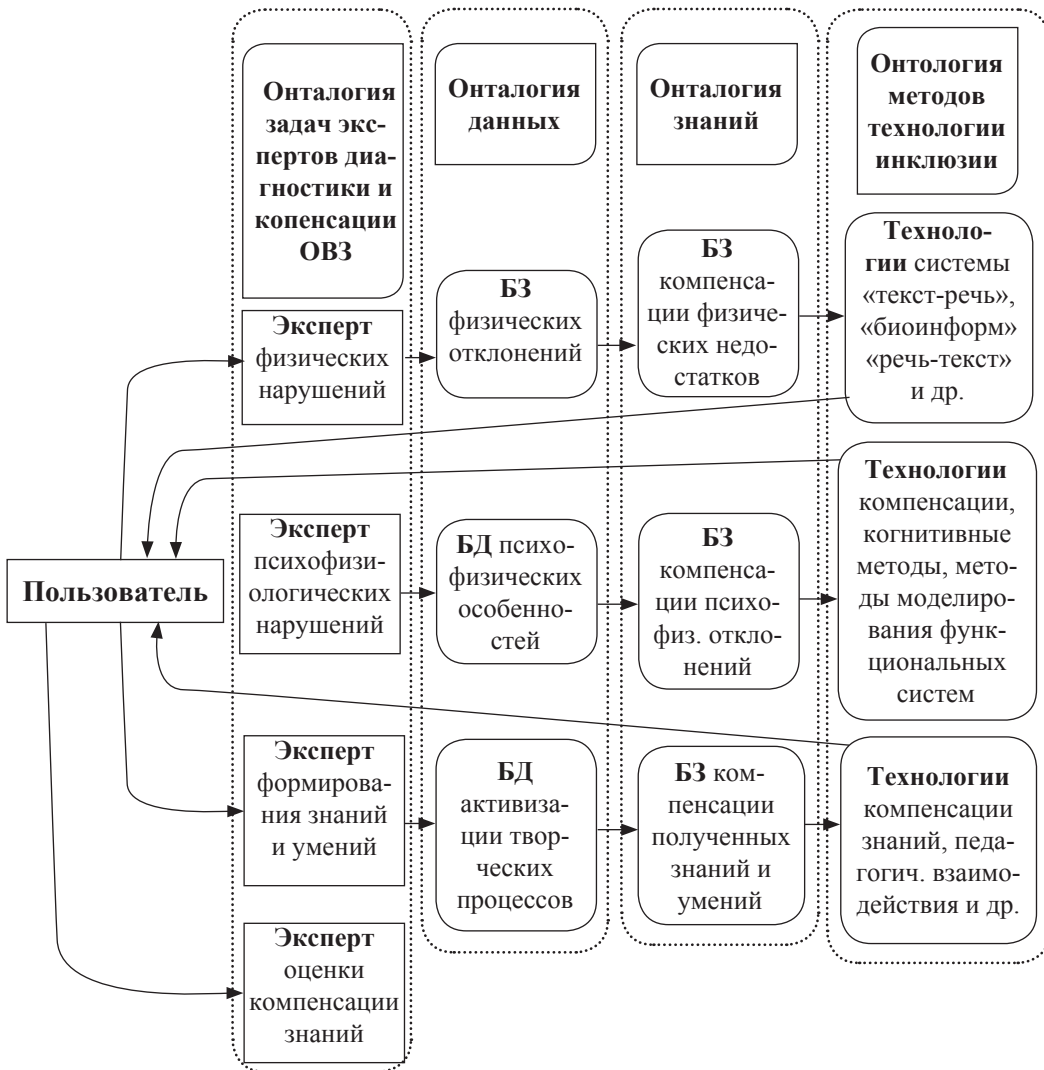 Онталогия
задач экс-
пертов диа-
гностики и
копенсации
ОВЗ
Онталогия
данных
Онталогия
знаний
Онтология
методов
технологии
инклюзии
Эксперт
физических
нарушений
БЗ
физических
отклонений
БЗ
компенса-
ции физиче-
ских недо-
статков
Техноло-
гии системы
«текст-речь»,
«биоинформ»
«речь-текст»
и др.
Пользователь
Эксперт
психофизи-
ологических
нарушений
БД психо-
физических
особенно-
стей
БЗ
компенса-
ции психо-
физ. откло-
нений
Технологии
компенсации,
когнитивные
методы, мето-
ды моделиро-
вания функ-
циональных
систем
Эксперт
формирова-
ния знаний
и умений
БД
активиза-
ции твор-
ческих
процессов
БЗ ком-
пенсации
полученных
знаний и
умений
Технологии
компенсации
знаний, педа-
гогич. взаимо-
действия и др.
Эксперт
оценки
компенсации
знаний